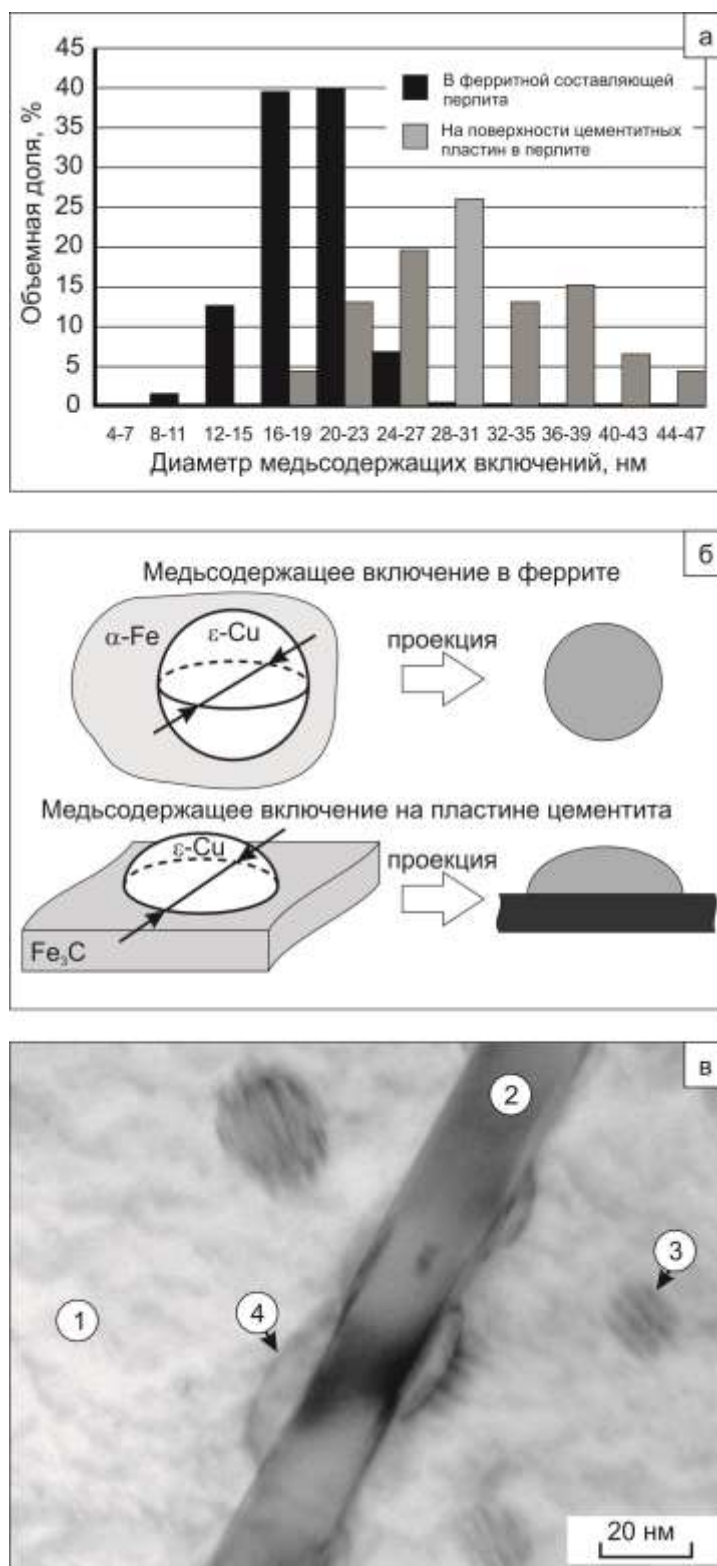 а
45
40
35
30
25
20
15
10
5
0
Объемная доля, %
В ферритной составляющей
перлита
На поверхности цементитных
пластин в перлите
4-7 8-11 12-15 16-19 20-23 24-27 28-31 32-35 36-39 40-43 44-47
Диаметр медьсодержащих включений, нм
б
Медьсодержащее включение в феррите
α-Fe
ε-Cu
проекция
Медьсодержащее включение на пластине цементита
ε-Cu
проекция
Fe₃C
в
2
3
1
4
20 нм